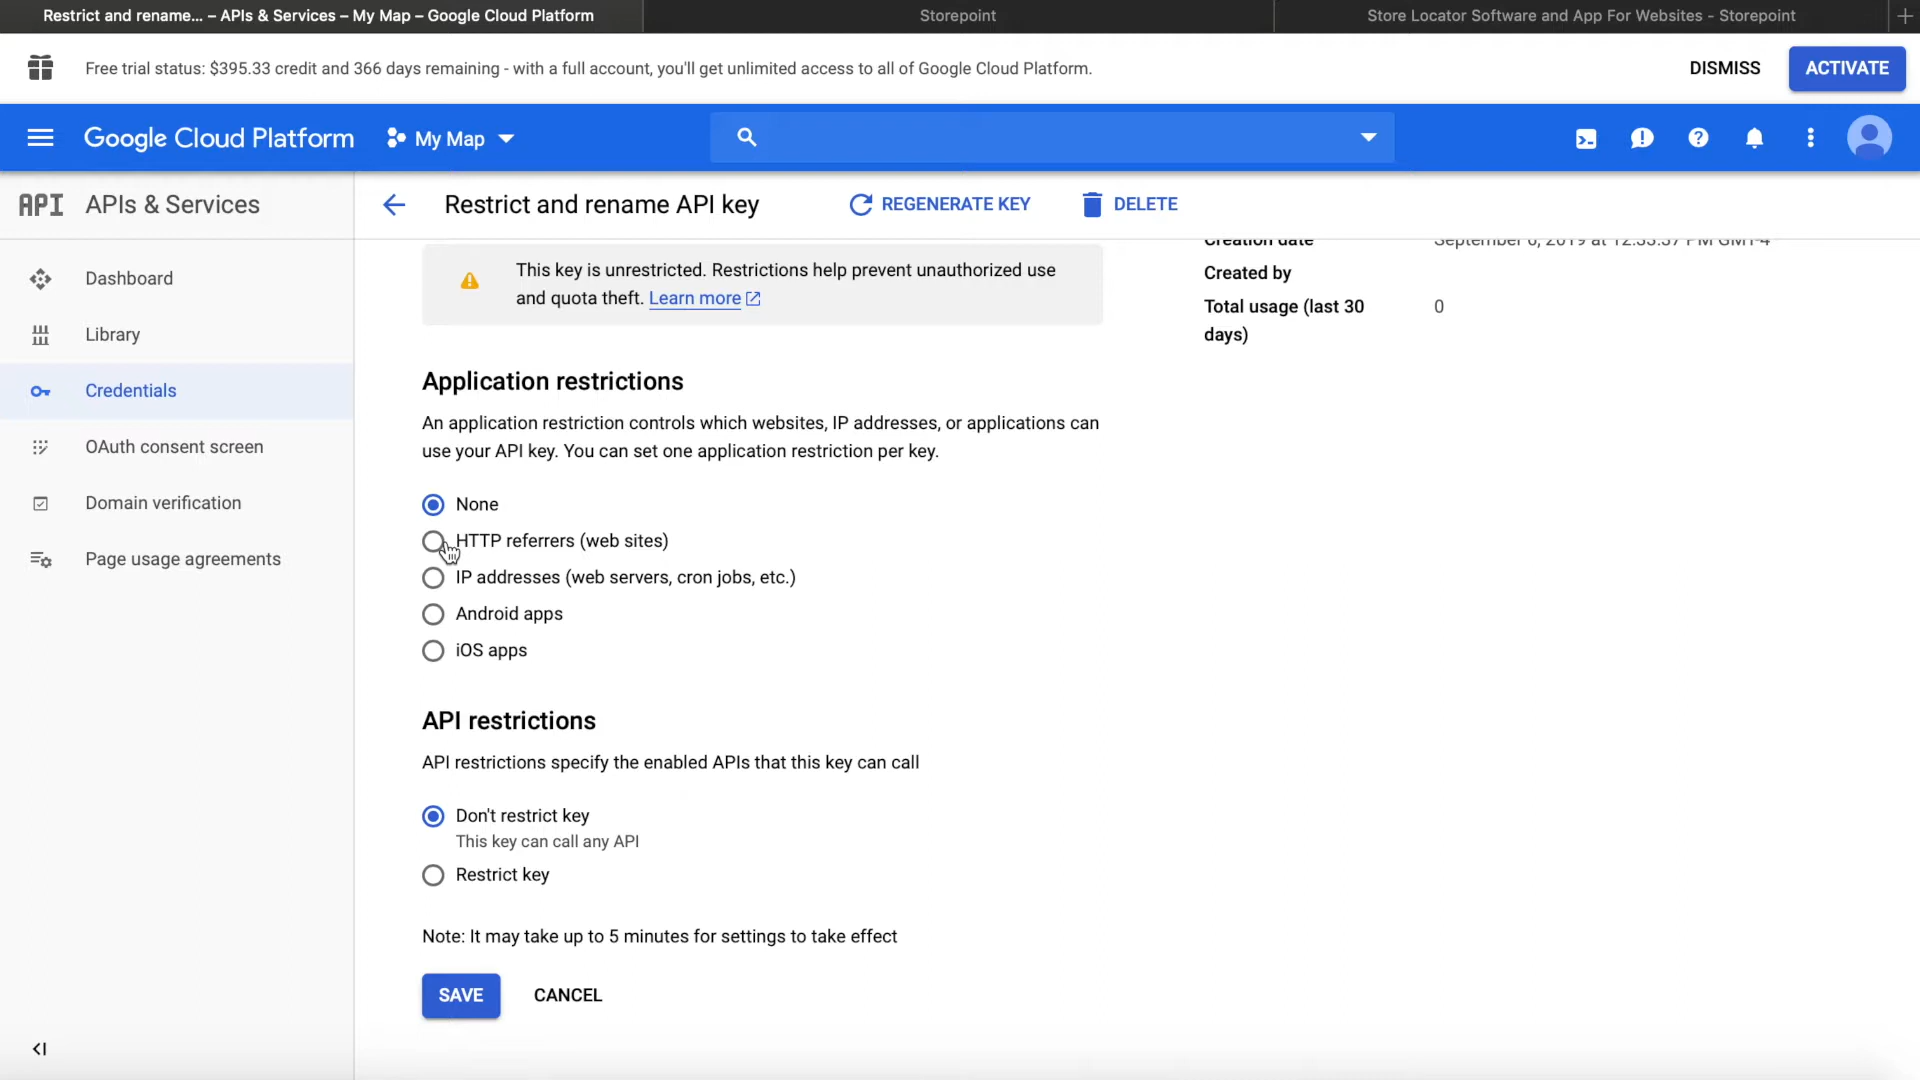 Restrict and rename... – APIs & Services – My Map – Google Cloud Platform
Storepoint
Store Locator Software and App For Websites - Storepoint
Free trial status: $395.33 credit and 366 days remaining - with a full account, you'll get unlimited access to all of Google Cloud Platform.
DISMISS
ACTIVATE
Google Cloud Platform
My Map
API APIs & Services
Restrict and rename API key
REGENERATE KEY
DELETE
Dashboard
Library
Credentials
OAuth consent screen
Domain verification
Page usage agreements
This key is unrestricted. Restrictions help prevent unauthorized use
and quota theft. Learn more
Creation date
Created by
Total usage (last 30
days)
0
Application restrictions
An application restriction controls which websites, IP addresses, or applications can
use your API key. You can set one application restriction per key.
None
HTTP referrers (web sites)
IP addresses (web servers, cron jobs, etc.)
Android apps
iOS apps
API restrictions
API restrictions specify the enabled APIs that this key can call
Don't restrict key
This key can call any API
Restrict key
Note: It may take up to 5 minutes for settings to take effect
SAVE
CANCEL